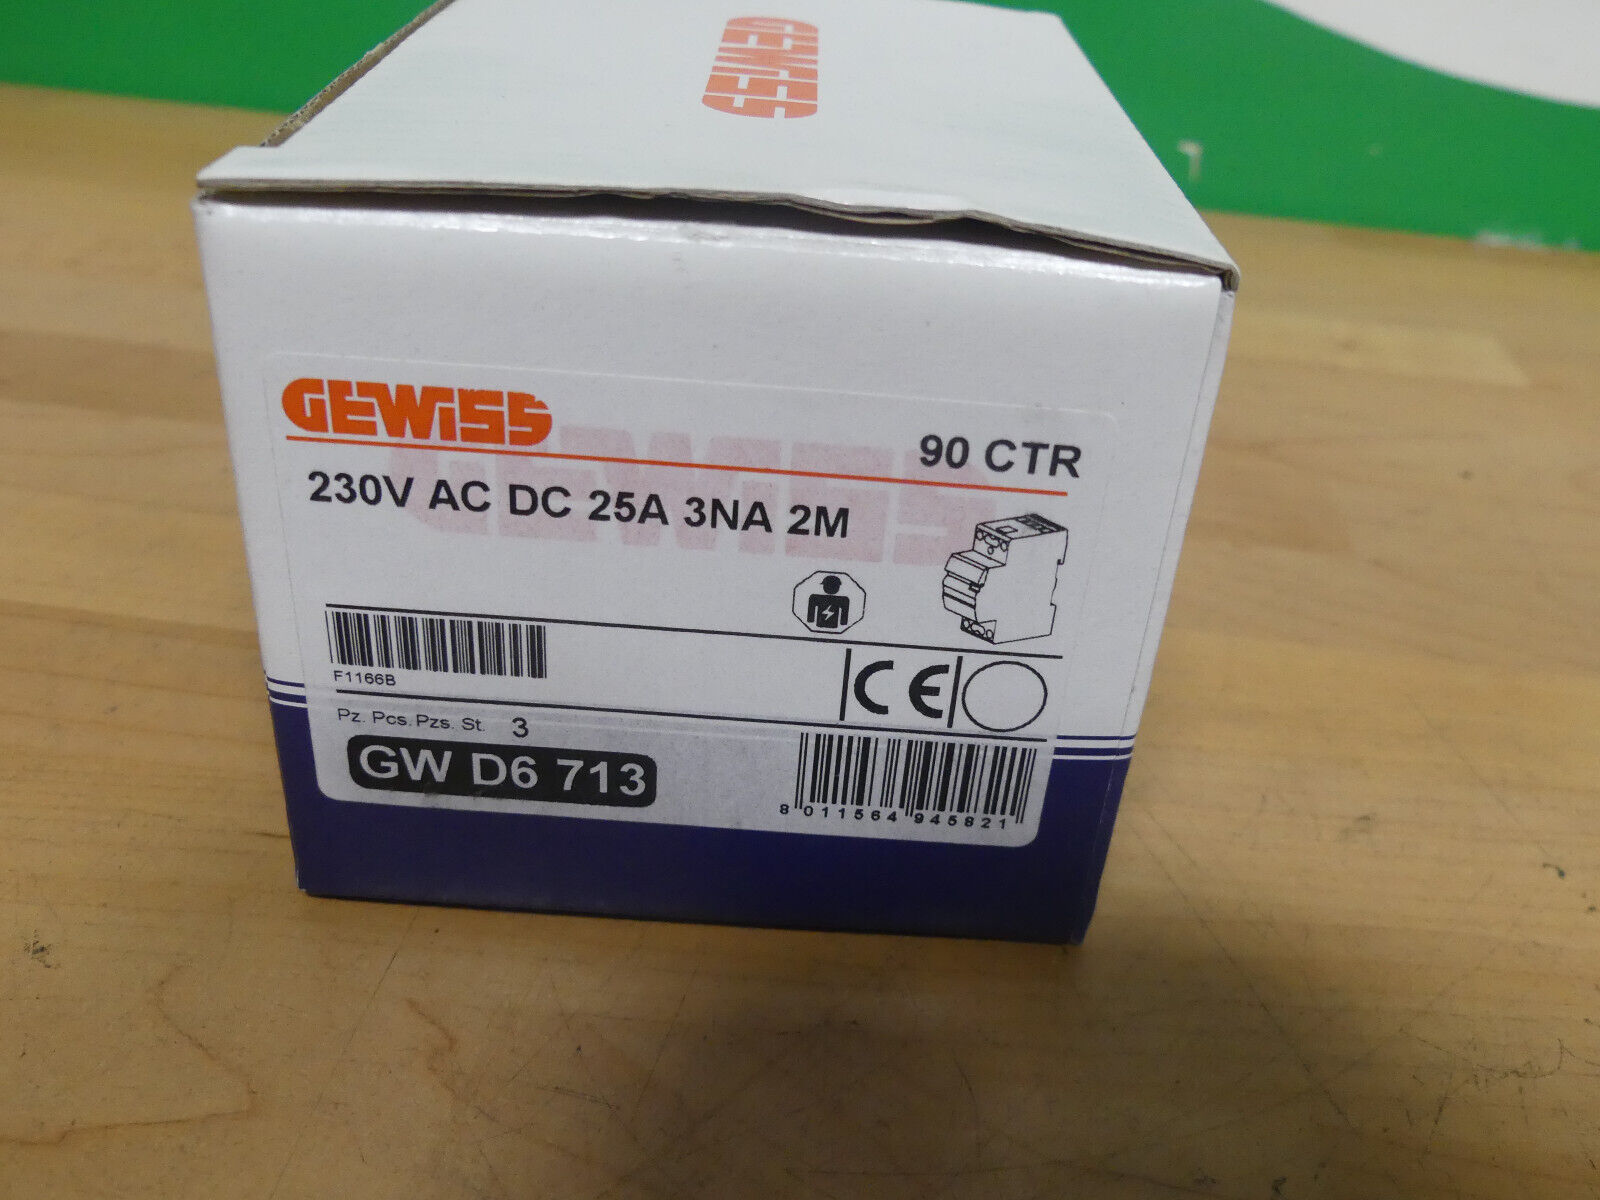 GEWISS
GEWISS
90 CTR
230V AC DC 25A 3NA 2M
F1166B
CE
Pz. Pcs. Pzs. St. 3
GW D6 713
8 011564 945821